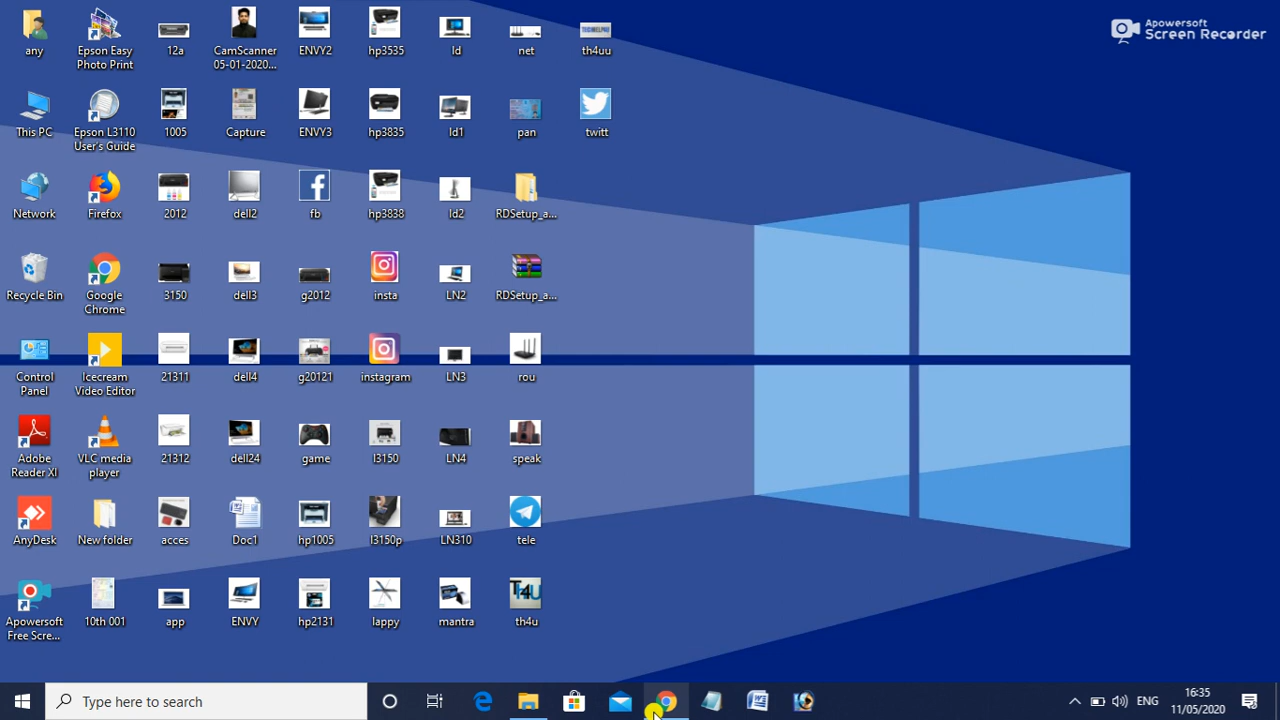 Apowersoft
Screen Recorder
any
Epson Easy
Photo Print
12a
CamScanner
05-01-2020...
ENVY2
hp3535
ld
net
th4uu
This PC
Epson L3110
User's Guide
1005
Capture
ENVY3
hp3835
ld1
pan
twitt
Network
Firefox
2012
dell2
fb
hp3838
ld2
RDSetup_a...
Recycle Bin
Google
Chrome
3150
dell3
g2012
insta
LN2
RDSetup_a...
Control
Panel
Icecream
Video Editor
21311
dell4
g20121
instagram
LN3
rou
Adobe
Reader XI
VLC media
player
21312
dell24
game
l3150
LN4
speak
AnyDesk
New folder
acces
Doc1
hp1005
l3150p
LN310
tele
Apowersoft
Free Scre...
10th 001
app
ENVY
hp2131
lappy
mantra
th4u
Type here to search
ENG
16:35
11/05/2020